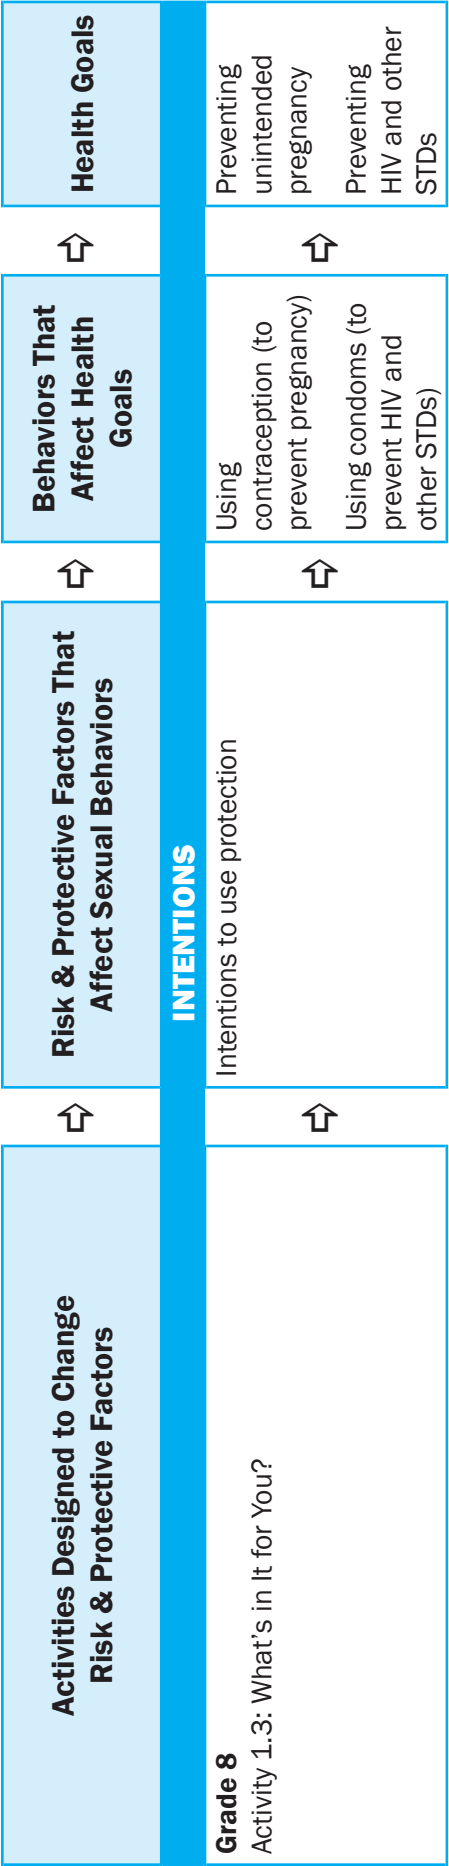 Activities Designed to Change
Risk & Protective Factors
Risk & Protective Factors That
Affect Sexual Behaviors
Behaviors That
Affect Health
Goals
Health Goals
INTENTIONS
Grade 8
Activity 1.3: What’s in It for You?
Intentions to use protection
Using
contraception (to
prevent pregnancy)
Using condoms (to
prevent HIV and
other STDs)
Preventing
unintended
pregnancy
Preventing
HIV and other
STDs